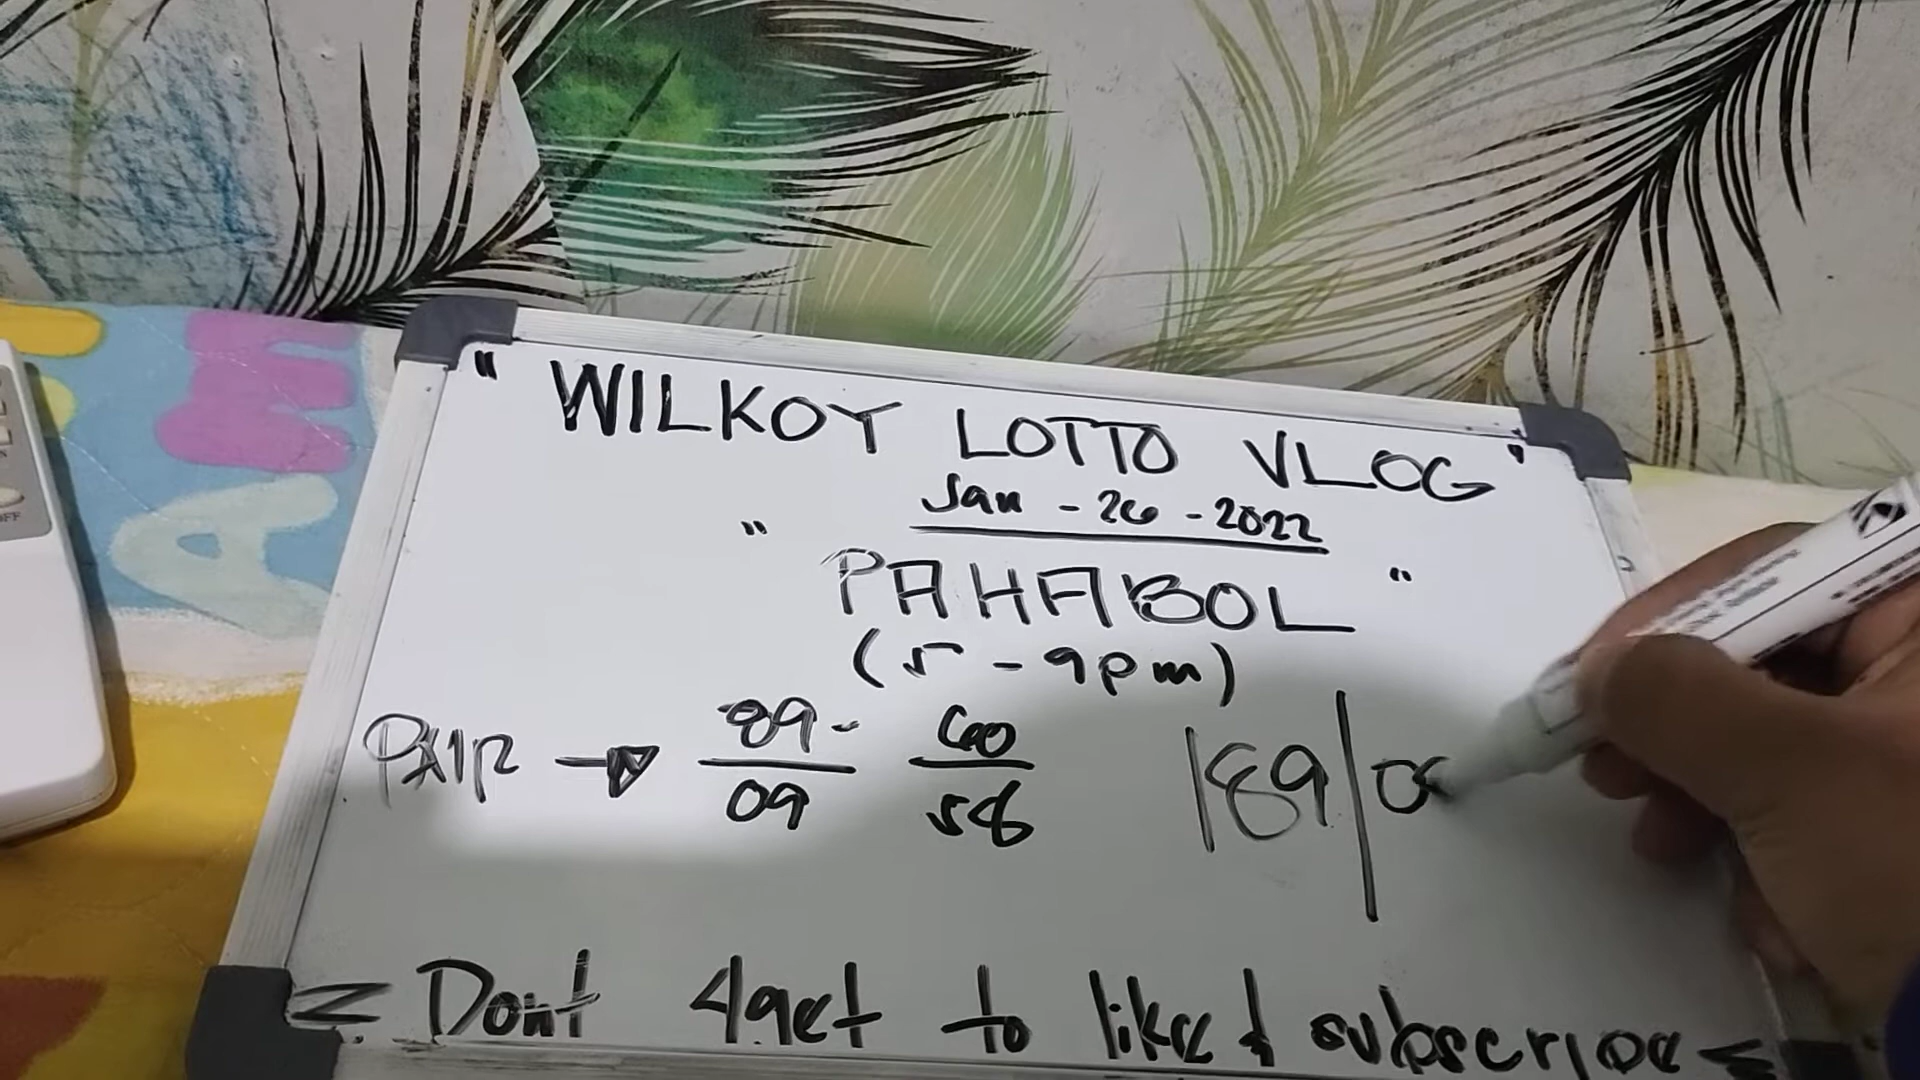 " WILKOY LOTTO VLOG "
Jan - 26 - 2022
" PAHABOL "
(5 - 9pm)
PAIR → 89 - 60 189/
09 58
Dont 4get to like & subscribe